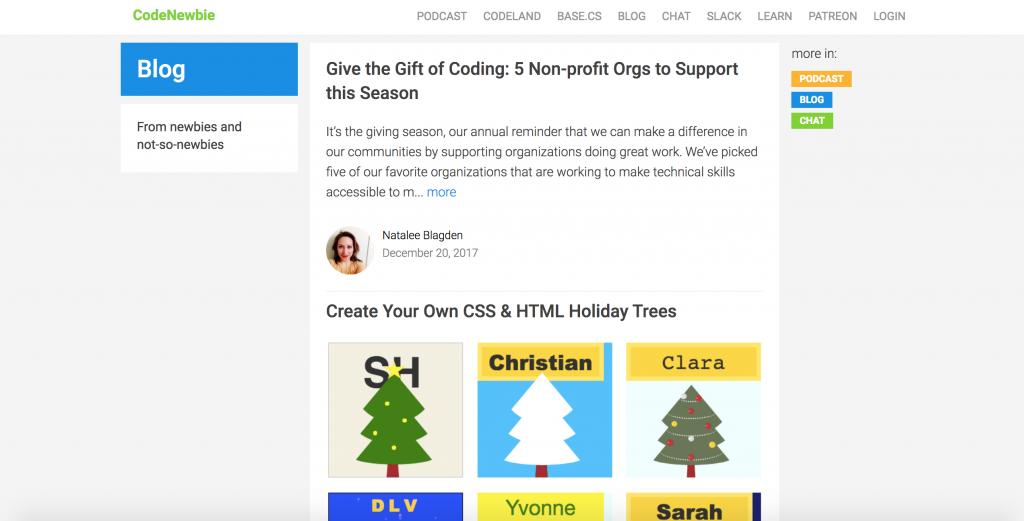 CodeNewbie
PODCAST CODELAND BASE.CS BLOG CHAT SLACK LEARN PATREON LOGIN
Blog
From newbies and
not-so-newbies
Give the Gift of Coding: 5 Non-profit Orgs to Support
this Season
It's the giving season, our annual reminder that we can make a difference in
our communities by supporting organizations doing great work. We've picked
five of our favorite organizations that are working to make technical skills
accessible to m... more
Natalee Blagden
December 20, 2017
Create Your Own CSS & HTML Holiday Trees
SH
Christian
Clara
DLV
Yvonne
Sarah
more in:
PODCAST
BLOG
CHAT